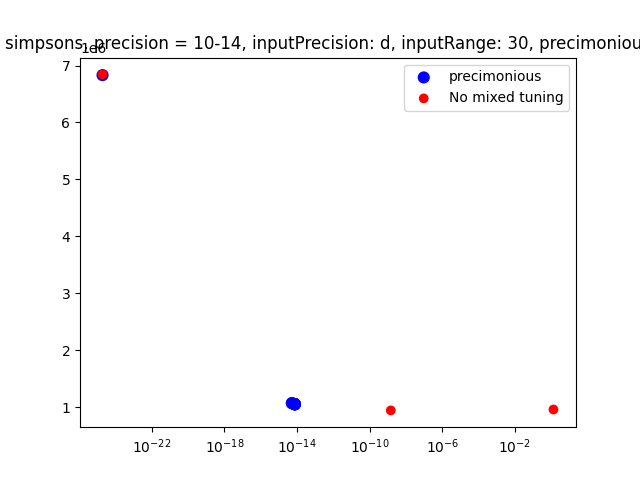 simpsons, precision = 10-14, inputPrecision: d, inputRange: 30, precimoniou
1e6
precimonious
No mixed tuning
7
6
5
4
3
2
1
10⁻²² 10⁻¹⁸ 10⁻¹⁴ 10⁻¹⁰ 10⁻⁶ 10⁻²